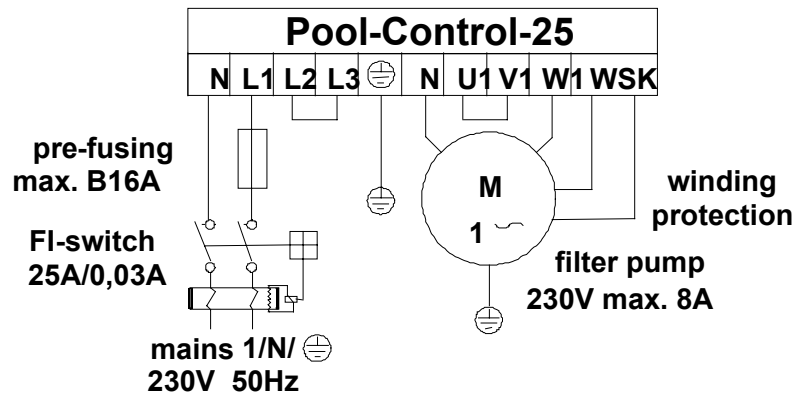 Pool-Control-25
N L1 L2 L3 N U1 V1 W1 WSK
pre-fusing
max. B16A
FI-switch
25A/0,03A
mains 1/N/
230V 50Hz
M
1
winding
protection
filter pump
230V max. 8A